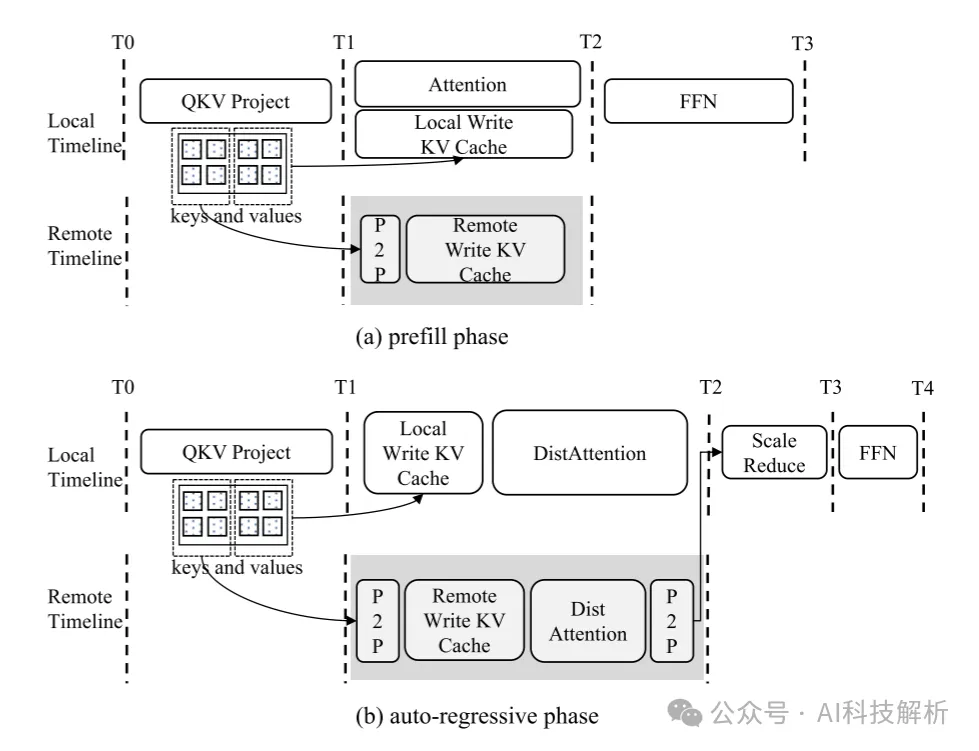 T0
T1
T2
T3
QKV Project
Attention
FFN
Local
Timeline
Local Write
KV Cache
keys and values
Remote
Timeline
P
2
P
Remote
Write KV
Cache
(a) prefill phase
T0
T1
T2
T3
T4
Local
Timeline
QKV Project
Local
Write KV
Cache
DistAttention
Scale
Reduce
FFN
keys and values
Remote
Timeline
P
2
P
Remote
Write KV
Cache
Dist
Attention
P
2
P
(b) auto-regressive phase
公众号 · AI科技解析